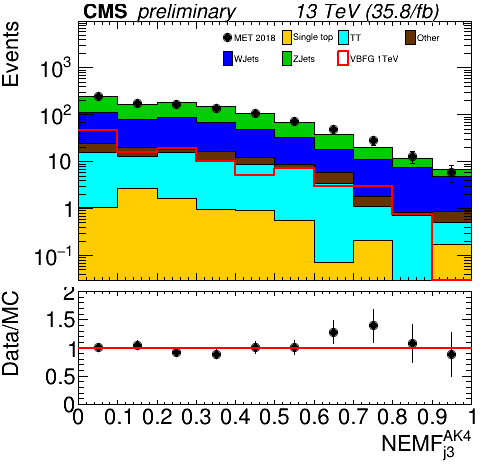 CMS preliminary 13 TeV (35.8/fb)
Events
MET 2018 Single top TT Other
WJets ZJets VBFG 1TeV
10³
10²
10
1
10⁻¹
Data/MC
2
1.5
1
0.5
0
0 0.1 0.2 0.3 0.4 0.5 0.6 0.7 0.8 0.9 1
NEMF^AK4_j3